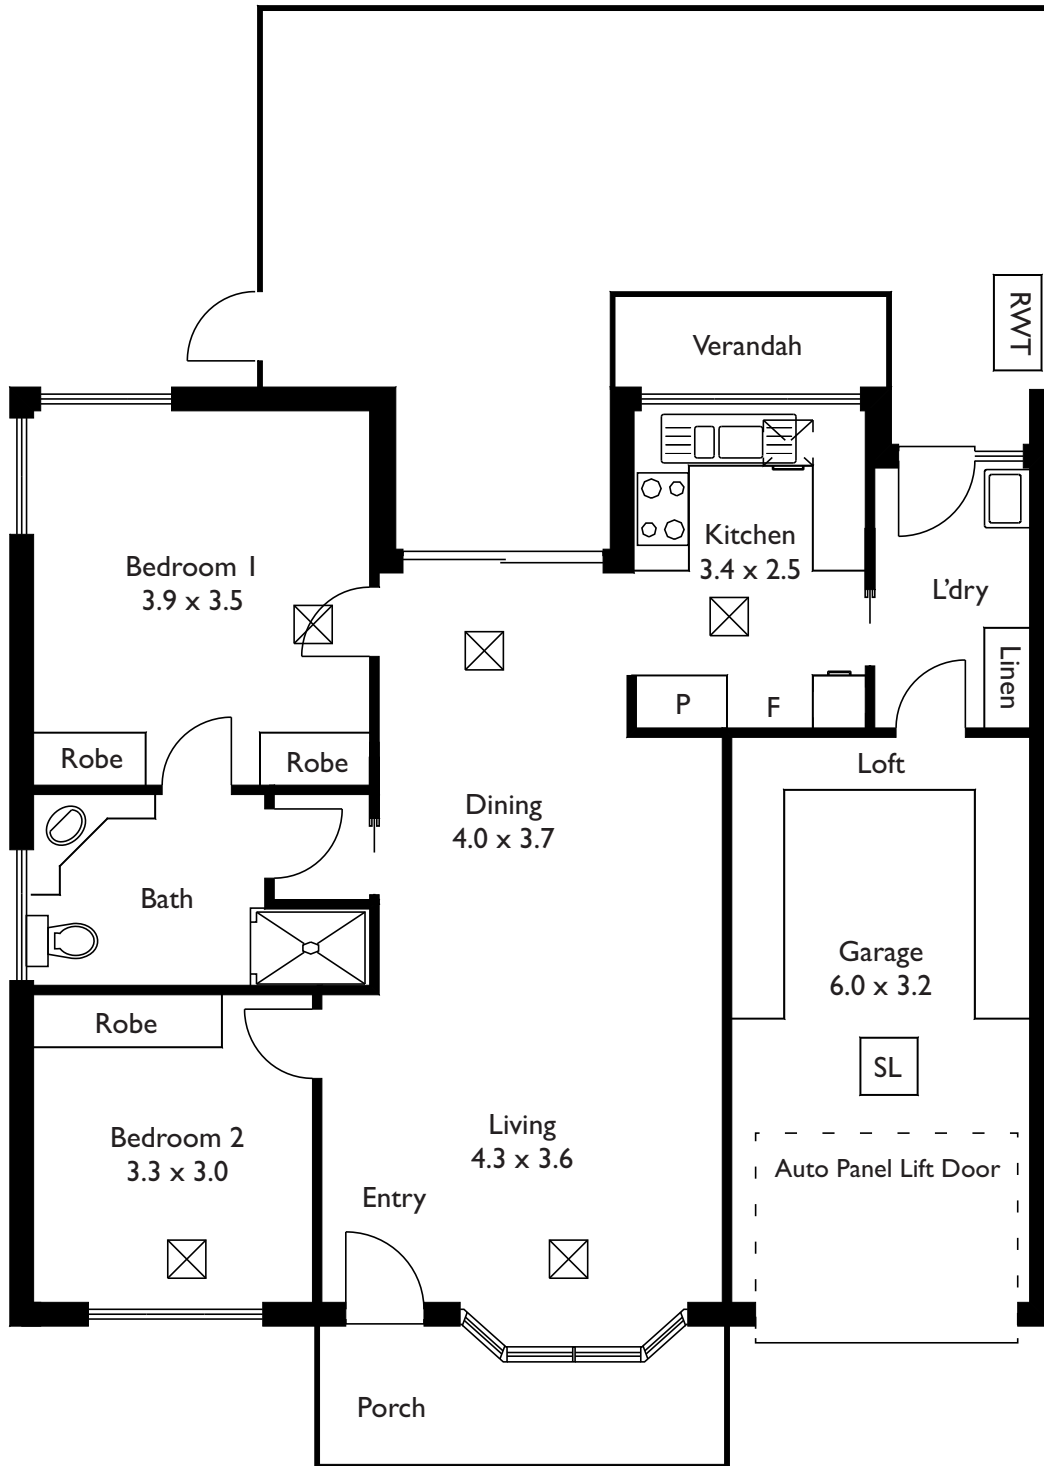 RWT
Verandah
Kitchen
3.4 x 2.5
Bedroom 1
3.9 x 3.5
L'dry
Linen
P
F
Robe
Robe
Loft
Dining
4.0 x 3.7
Bath
Garage
6.0 x 3.2
Robe
SL
Living
4.3 x 3.6
Bedroom 2
3.3 x 3.0
Auto Panel Lift Door
Entry
Porch